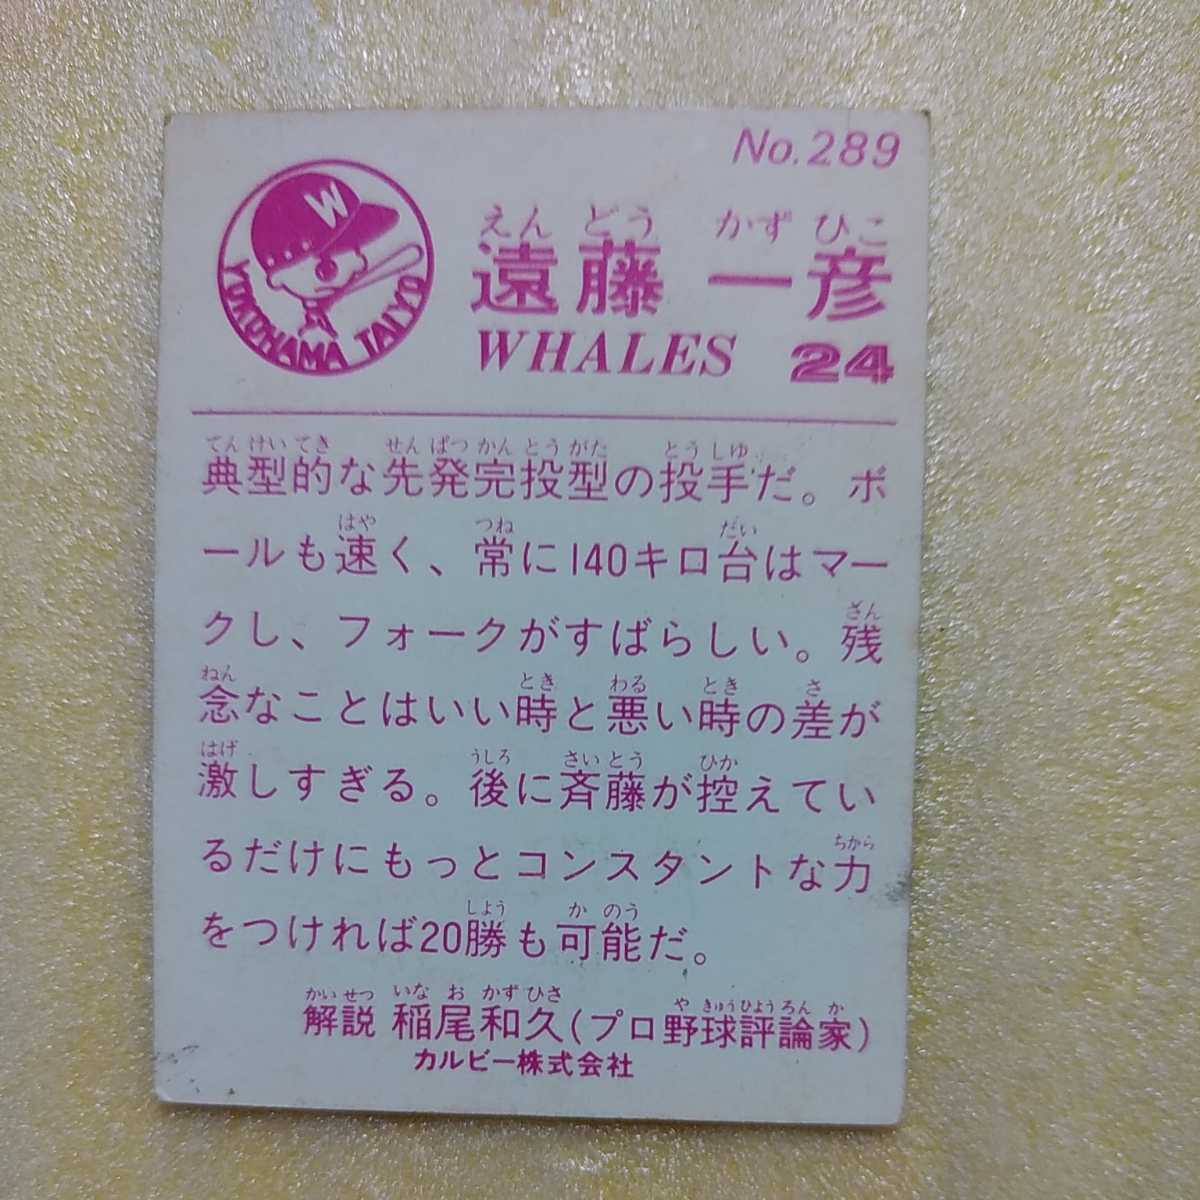 No.289
W
YOKOHAMA TAIYO
えん どう かず ひこ
遠藤 一彦
WHALES 24
てんけいてき せんぱつかんとうがた とうしゆ
典型的な先発完投型の投手だ。ボ
はや つね だい
ールも速く、常に140キロ台はマー
ざん
クし、フォークがすばらしい。残
ねん とき わる とき さ
念なことはいい時と悪い時の差が
はげ うしろ さいとう ひか
激しすぎる。後に斉藤が控えてい
ちから
るだけにもっとコンスタントな力
しよう か のう
をつければ20勝も可能だ。
かいせつ いな お かずひさ や きゅうひようろん か
解説 稲尾和久(プロ野球評論家)
カルビー株式会社